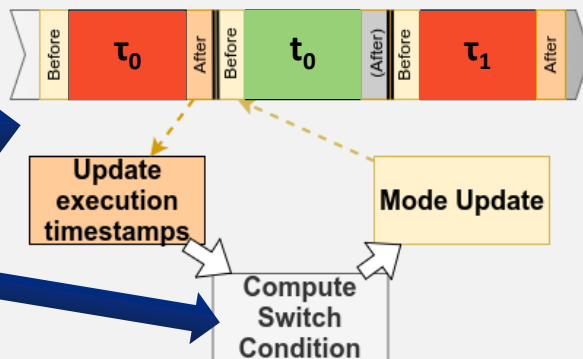 Before
τ₀
After
Before
t₀
(After)
Before
τ₁
After
Update
execution
timestamps
Mode Update
Compute
Switch
Condition